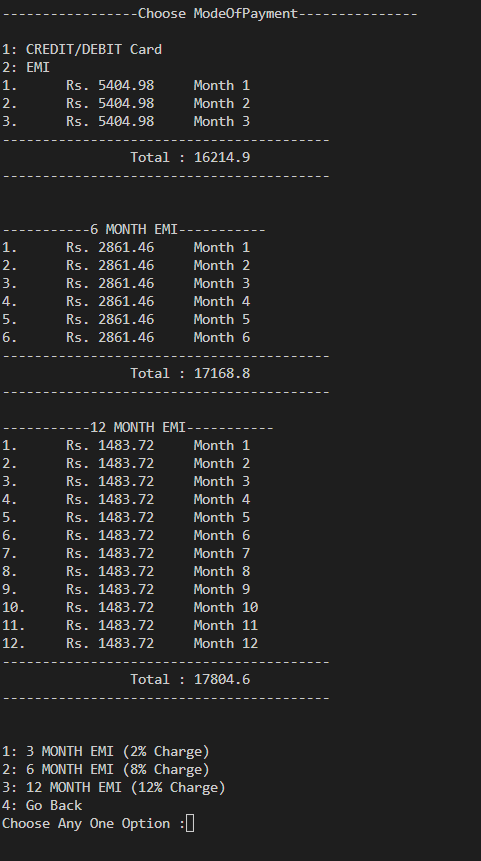 -----------------Choose ModeOfPayment---------------
1: CREDIT/DEBIT Card
2: EMI
1.      Rs. 5404.98     Month 1
2.      Rs. 5404.98     Month 2
3.      Rs. 5404.98     Month 3
-----------------------------------------
                Total : 16214.9
-----------------------------------------
-----------6 MONTH EMI-----------
1.      Rs. 2861.46     Month 1
2.      Rs. 2861.46     Month 2
3.      Rs. 2861.46     Month 3
4.      Rs. 2861.46     Month 4
5.      Rs. 2861.46     Month 5
6.      Rs. 2861.46     Month 6
-----------------------------------------
                Total : 17168.8
-----------------------------------------
-----------12 MONTH EMI-----------
1.      Rs. 1483.72     Month 1
2.      Rs. 1483.72     Month 2
3.      Rs. 1483.72     Month 3
4.      Rs. 1483.72     Month 4
5.      Rs. 1483.72     Month 5
6.      Rs. 1483.72     Month 6
7.      Rs. 1483.72     Month 7
8.      Rs. 1483.72     Month 8
9.      Rs. 1483.72     Month 9
10.     Rs. 1483.72     Month 10
11.     Rs. 1483.72     Month 11
12.     Rs. 1483.72     Month 12
-----------------------------------------
                Total : 17804.6
-----------------------------------------
1: 3 MONTH EMI (2% Charge)
2: 6 MONTH EMI (8% Charge)
3: 12 MONTH EMI (12% Charge)
4: Go Back
Choose Any One Option :